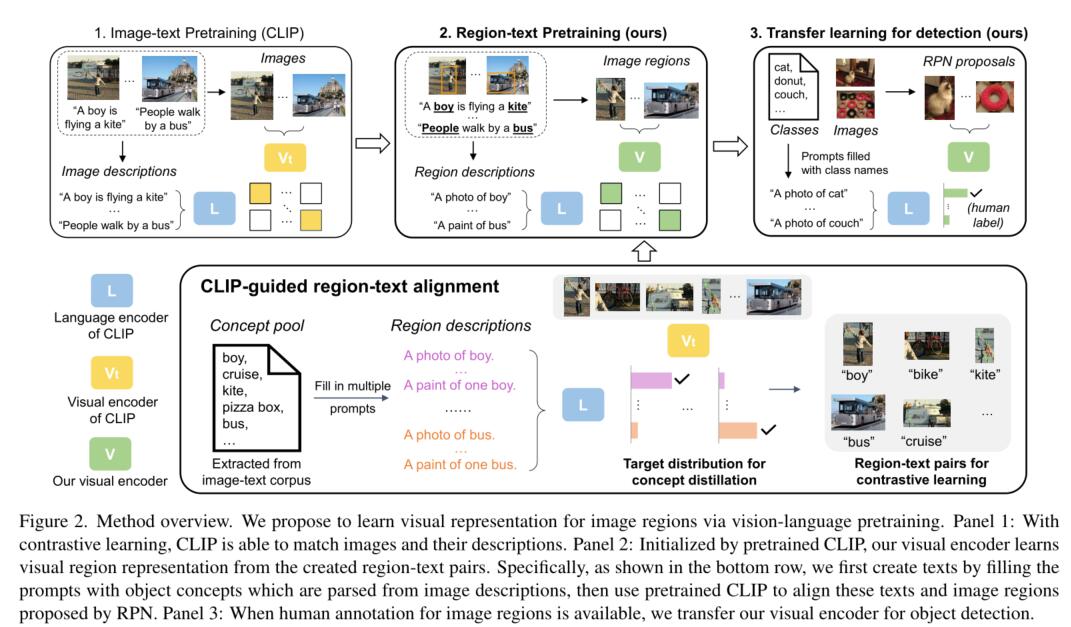 1. Image-text Pretraining (CLIP)
Images
...
...
"A boy is
flying a kite"
"People walk
by a bus"
Vt
Image descriptions
"A boy is flying a kite"
...
"People walk by a bus"
L
...
...
2. Region-text Pretraining (ours)
Image regions
...
...
"A boy is flying a kite"
...
"People walk by a bus"
V
Region descriptions
"A photo of boy"
...
"A paint of bus"
L
...
...
3. Transfer learning for detection (ours)
cat,
donut,
couch,
...
RPN proposals
...
Classes
Images
V
Prompts filled
with class names
"A photo of cat"
...
"A photo of couch"
L
(human
label)
L
Language encoder
of CLIP
Vt
Visual encoder
of CLIP
V
Our visual encoder
CLIP-guided region-text alignment
Concept pool
boy,
cruise,
kite,
pizza box,
bus,
...
Extracted from
image-text corpus
Fill in multiple
prompts
Region descriptions
A photo of boy.
...
A paint of one boy.
......
A photo of bus.
...
A paint of one bus.
L
...
Vt
...
Target distribution for
concept distillation
"boy"
"bike"
"kite"
"bus"
"cruise"
...
Region-text pairs for
contrastive learning
Figure 2. Method overview. We propose to learn visual representation for image regions via vision-language pretraining. Panel 1: With
contrastive learning, CLIP is able to match images and their descriptions. Panel 2: Initialized by pretrained CLIP, our visual encoder learns
visual region representation from the created region-text pairs. Specifically, as shown in the bottom row, we first create texts by filling the
prompts with object concepts which are parsed from image descriptions, then use pretrained CLIP to align these texts and image regions
proposed by RPN. Panel 3: When human annotation for image regions is available, we transfer our visual encoder for object detection.